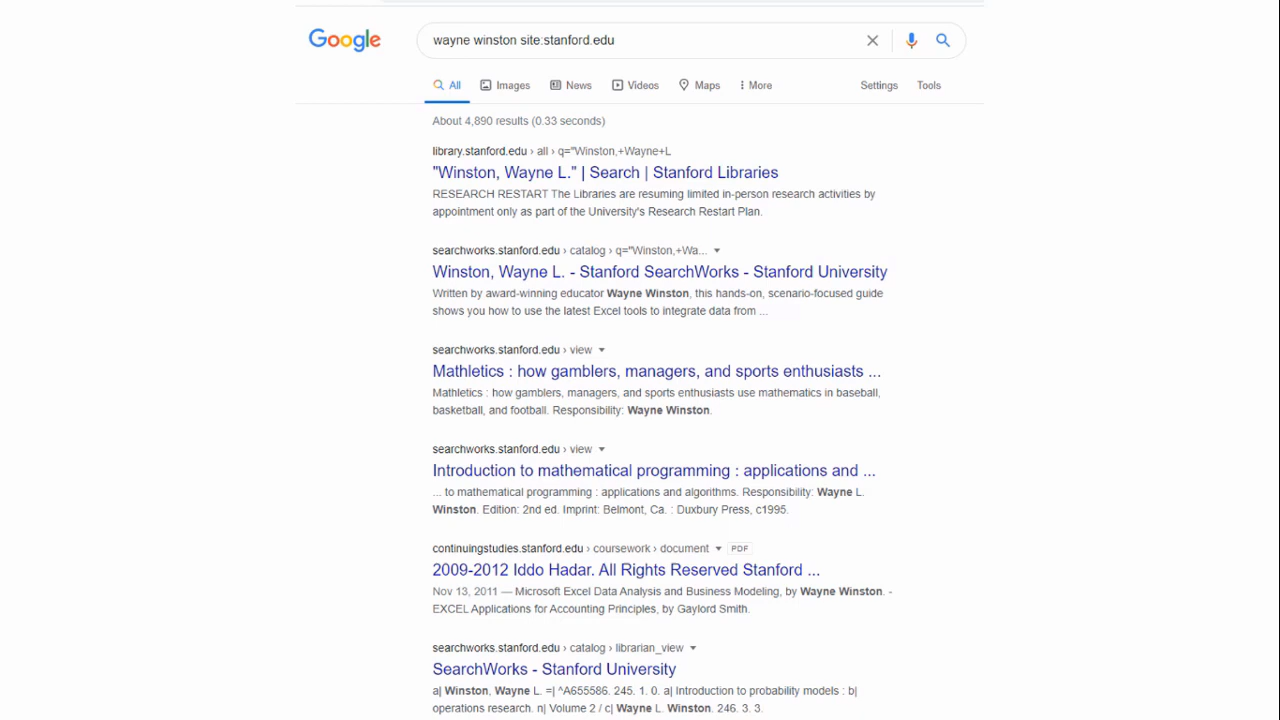 Google
wayne winston site:stanford.edu
All Images News Videos Maps More Settings Tools
About 4,890 results (0.33 seconds)
library.stanford.edu › all › q="Winston,+Wayne+L
"Winston, Wayne L." | Search | Stanford Libraries
RESEARCH RESTART The Libraries are resuming limited in-person research activities by
appointment only as part of the University's Research Restart Plan.
searchworks.stanford.edu › catalog › q="Winston,+Wa...
Winston, Wayne L. - Stanford SearchWorks - Stanford University
Written by award-winning educator Wayne Winston, this hands-on, scenario-focused guide
shows you how to use the latest Excel tools to integrate data from ...
searchworks.stanford.edu › view
Mathletics : how gamblers, managers, and sports enthusiasts ...
Mathletics : how gamblers, managers, and sports enthusiasts use mathematics in baseball,
basketball, and football. Responsibility: Wayne Winston.
searchworks.stanford.edu › view
Introduction to mathematical programming : applications and ...
... to mathematical programming : applications and algorithms. Responsibility: Wayne L.
Winston. Edition: 2nd ed. Imprint: Belmont, Ca. : Duxbury Press, c1995.
continuingstudies.stanford.edu › coursework › document PDF
2009-2012 Iddo Hadar. All Rights Reserved Stanford ...
Nov 13, 2011 — Microsoft Excel Data Analysis and Business Modeling, by Wayne Winston. -
EXCEL Applications for Accounting Principles, by Gaylord Smith.
searchworks.stanford.edu › catalog › librarian_view
SearchWorks - Stanford University
a| Winston, Wayne L. =| ^A655586. 245. 1. 0. a| Introduction to probability models : b|
operations research. n| Volume 2 / c| Wayne L. Winston. 246. 3. 3.